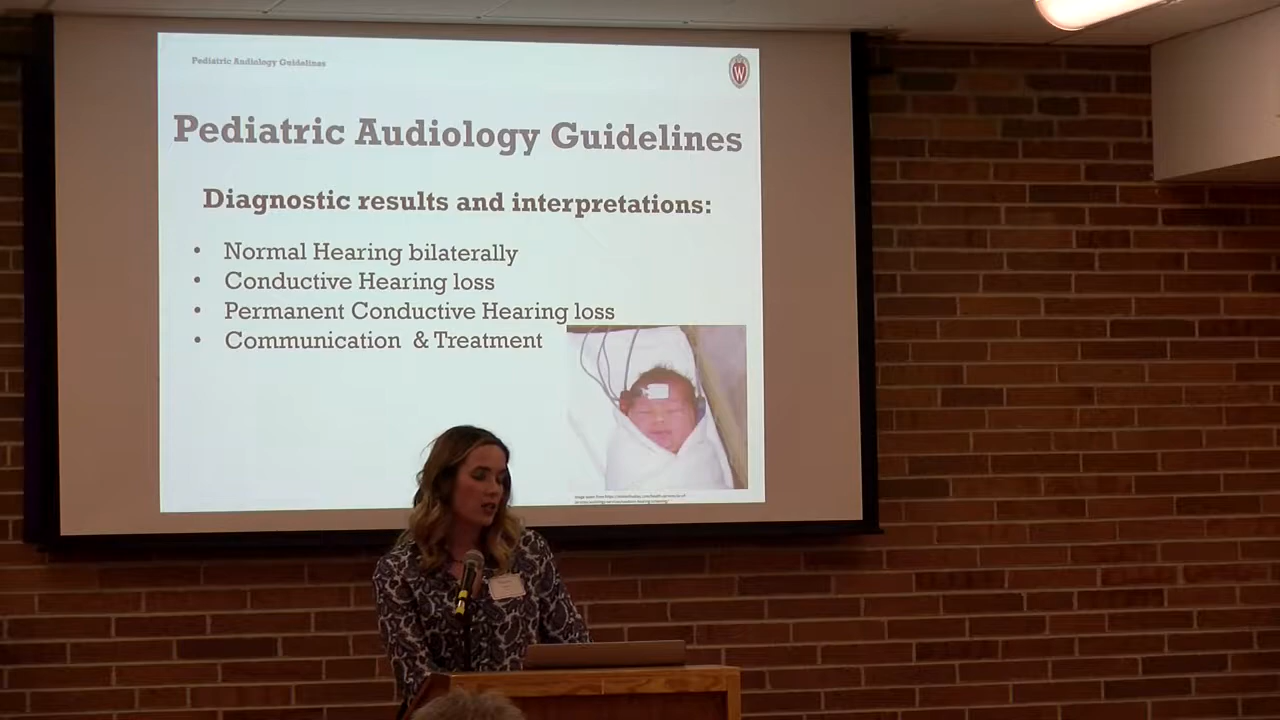 Pediatric Audiology Guidelines
W
Pediatric Audiology Guidelines
Diagnostic results and interpretations:
• Normal Hearing bilaterally
• Conductive Hearing loss
• Permanent Conductive Hearing loss
• Communication & Treatment